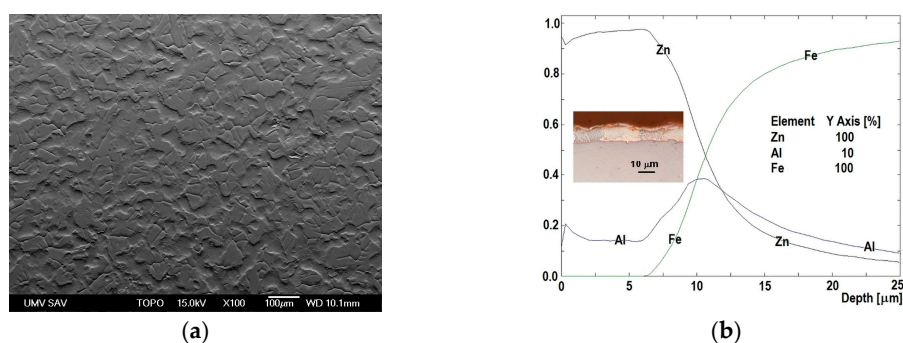 UMV SAV TOPO 15.0kV X100 100µm WD 10.1mm
(a)
1.0
0.8
0.6
0.4
0.2
0.0
Zn
Fe
Element Y Axis [%]
Zn 100
Al 10
Fe 100
10 µm
Al Fe Zn Al
0 5 10 15 20 25
Depth [µm]
(b)